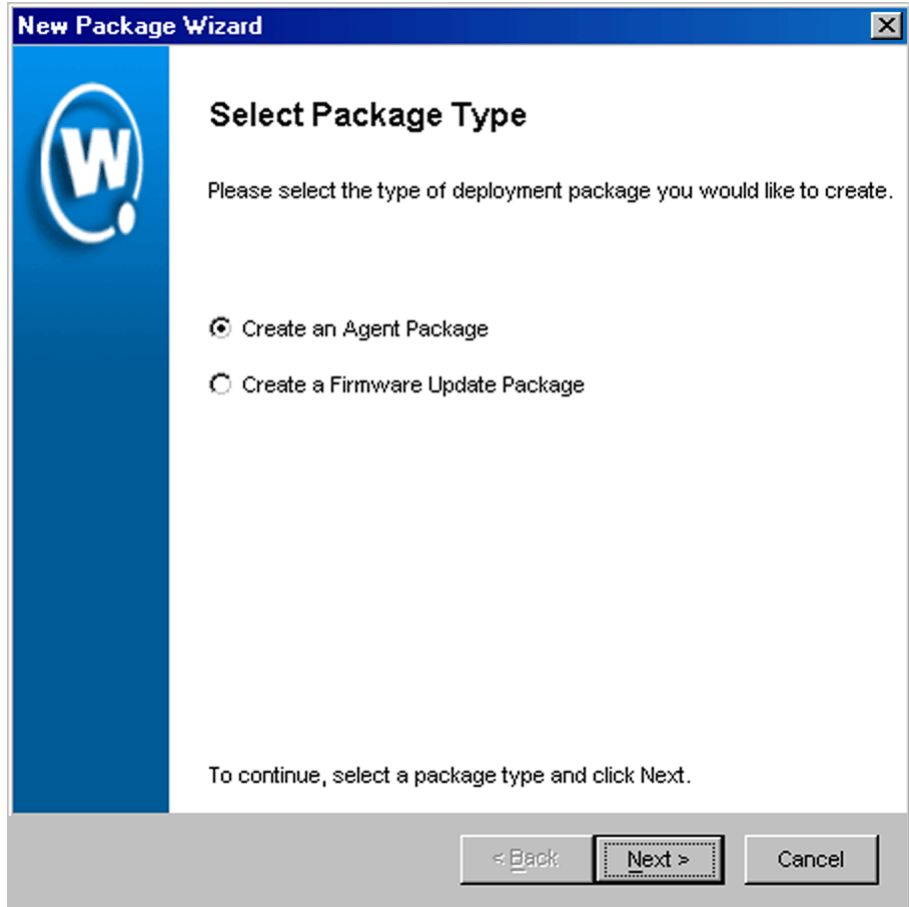 New Package Wizard
W
Select Package Type
Please select the type of deployment package you would like to create.
Create an Agent Package
Create a Firmware Update Package
To continue, select a package type and click Next.
< Back
Next >
Cancel